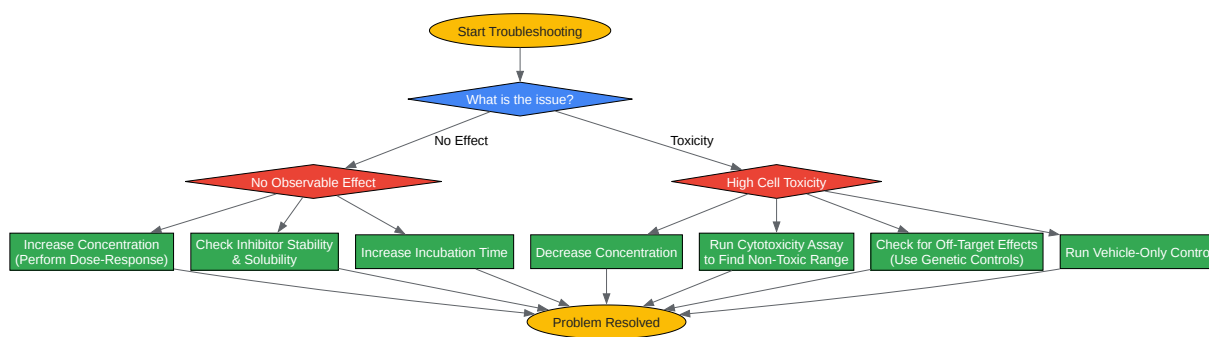 Start Troubleshooting
What is the issue?
No Effect
Toxicity
No Observable Effect
High Cell Toxicity
Increase Concentration
(Perform Dose-Response)
Check Inhibitor Stability
& Solubility
Increase Incubation Time
Decrease Concentration
Run Cytotoxicity Assay
to Find Non-Toxic Range
Check for Off-Target Effects
(Use Genetic Controls)
Run Vehicle-Only Contro
Problem Resolved